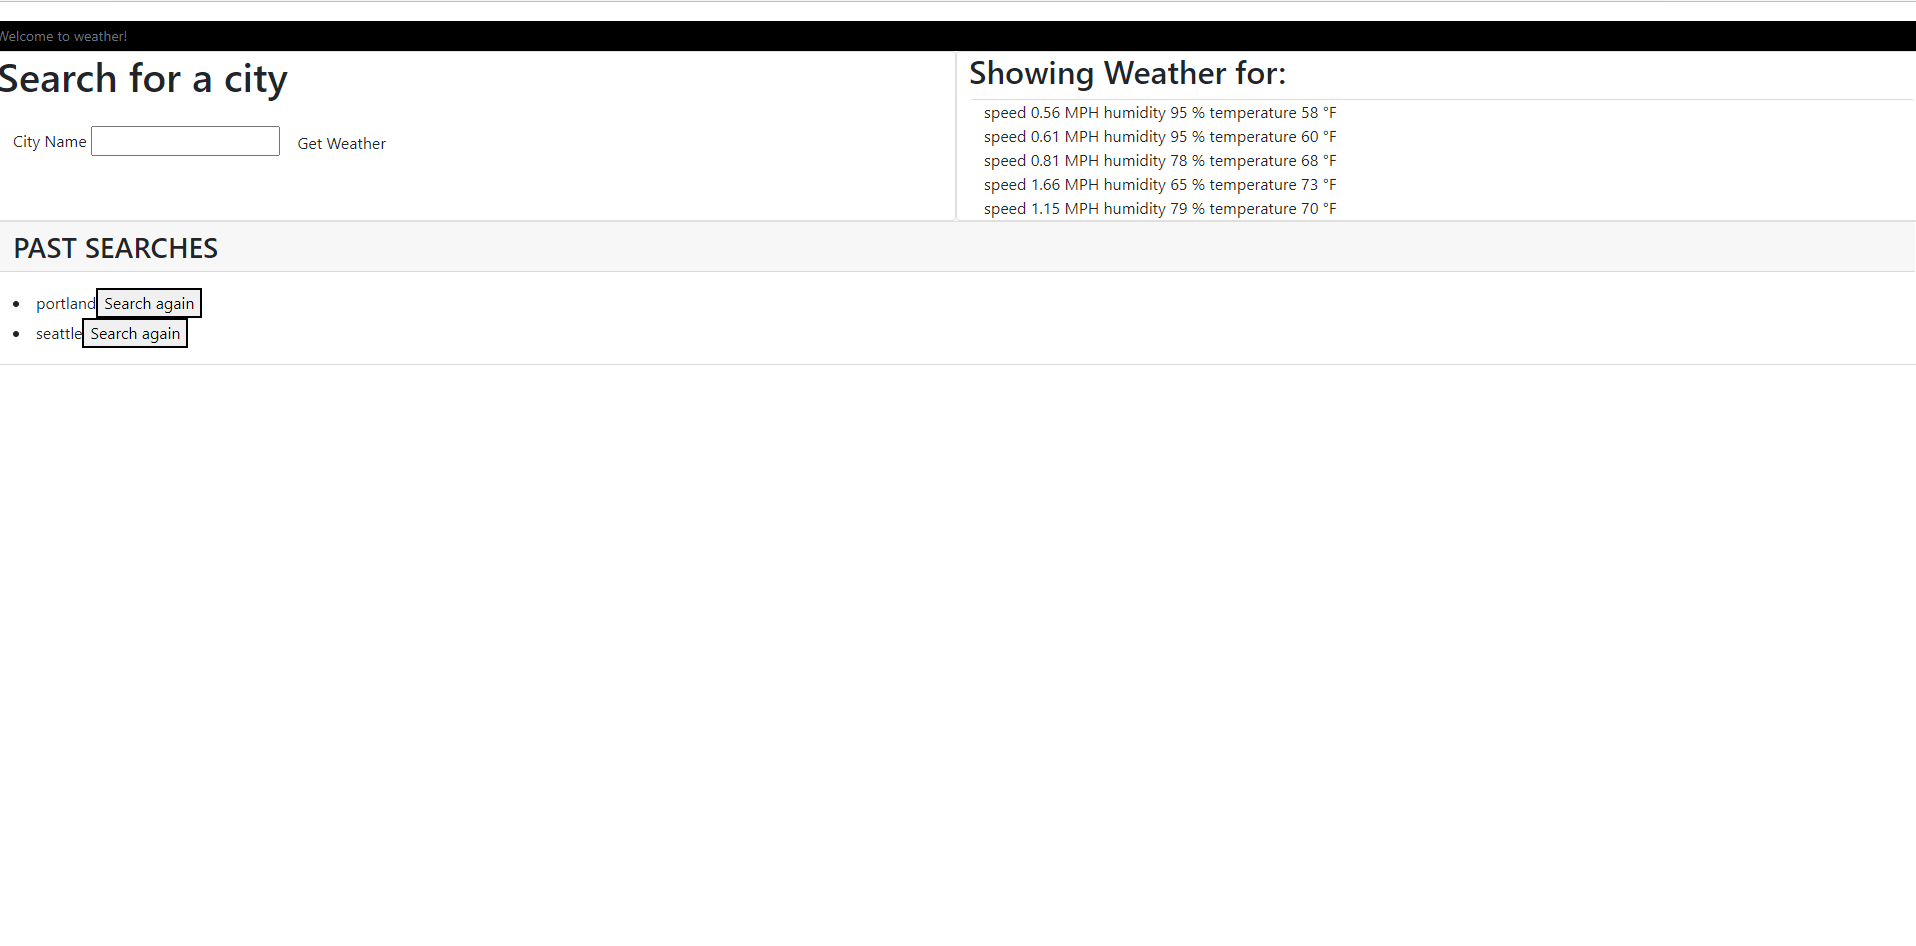 Welcome to weather!
Search for a city
City Name
Get Weather
Showing Weather for:
speed 0.56 MPH humidity 95 % temperature 58 °F
speed 0.61 MPH humidity 95 % temperature 60 °F
speed 0.81 MPH humidity 78 % temperature 68 °F
speed 1.66 MPH humidity 65 % temperature 73 °F
speed 1.15 MPH humidity 79 % temperature 70 °F
PAST SEARCHES
portland Search again
seattle Search again